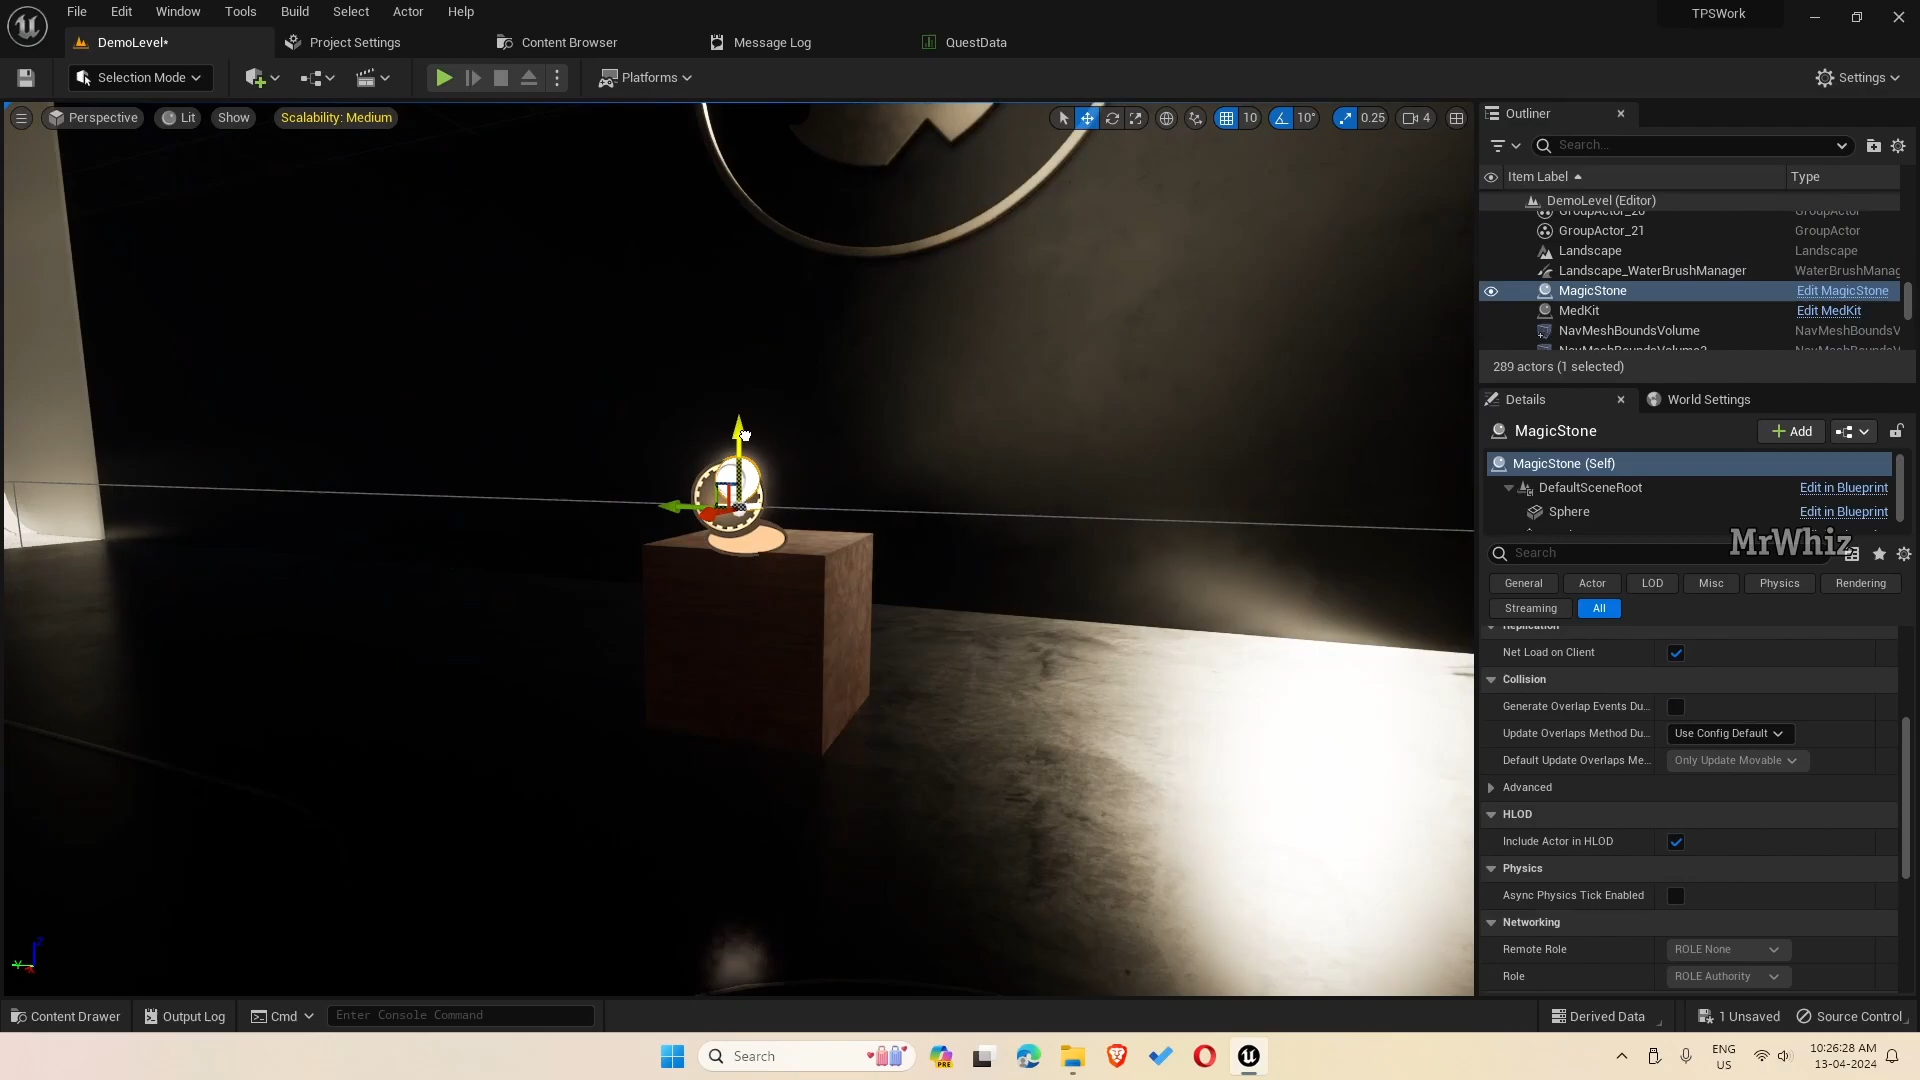 File Edit Window Tools Build Select Actor Help
TPSWork
DemoLevel*
Project Settings
Content Browser
Message Log
QuestData
Selection Mode
Platforms
Settings
Perspective
Lit
Show
Scalability: Medium
10
10°
0.25
4
Outliner
Search...
Item Label
Type
DemoLevel (Editor)
GroupActor_20 GroupActor
GroupActor_21 GroupActor
Landscape Landscape
Landscape_WaterBrushManager WaterBrushManag
MagicStone Edit MagicStone
MedKit Edit MedKit
NavMeshBoundsVolume NavMeshBoundsV
NavMeshBoundsVolume2 NavMeshBoundsV
289 actors (1 selected)
Details
World Settings
MagicStone
Add
MagicStone (Self)
DefaultSceneRoot Edit in Blueprint
Sphere Edit in Blueprint
MrWhiz
Search
General Actor LOD Misc Physics Rendering
Streaming All
Replication
Net Load on Client
Collision
Generate Overlap Events Du...
Update Overlaps Method Du... Use Config Default
Default Update Overlaps Me... Only Update Movable
Advanced
HLOD
Include Actor in HLOD
Physics
Async Physics Tick Enabled
Networking
Remote Role ROLE None
Role ROLE Authority
Content Drawer
Output Log
Cmd
Enter Console Command
Derived Data
1 Unsaved
Source Control
Search
PRE
ENG
US
10:26:28 AM
13-04-2024